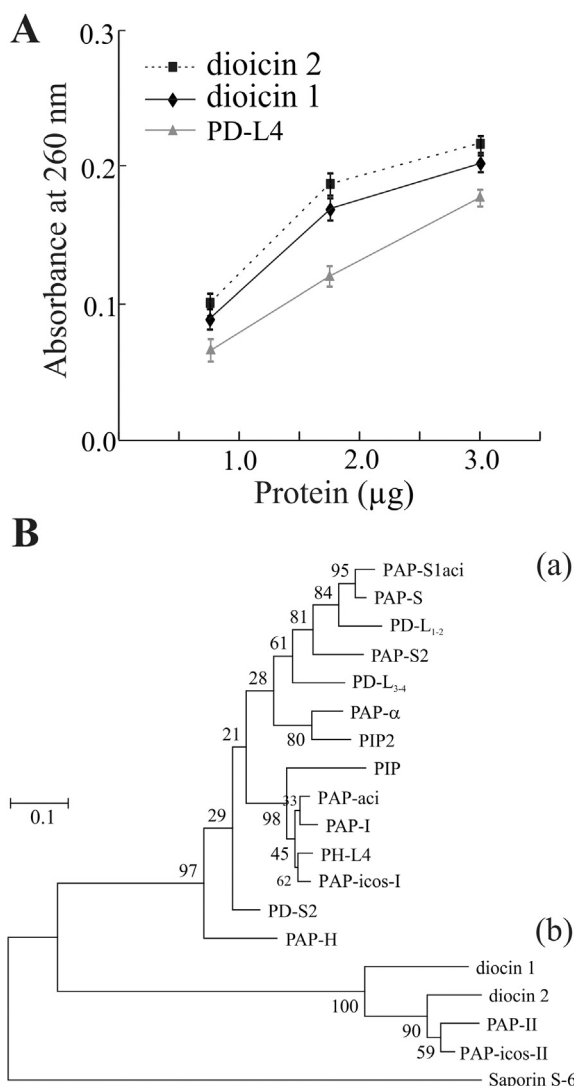 A
0.3
dioicin 2
dioicin 1
PD-L4
0.2
Absorbance at 260 nm
0.1
0.0
1.0 2.0 3.0
Protein (µg)
B
(a)
95 PAP-S1aci
84 PAP-S
81 PD-L1-2
61 PAP-S2
28 PD-L3-4
PAP-α
21 80 PIP2
PIP
0.1 33 PAP-aci
29 98 PAP-I
45 PH-L4
97 62 PAP-icos-I
PD-S2
PAP-H
(b)
diocin 1
100 diocin 2
90 PAP-II
59 PAP-icos-II
Saporin S-6